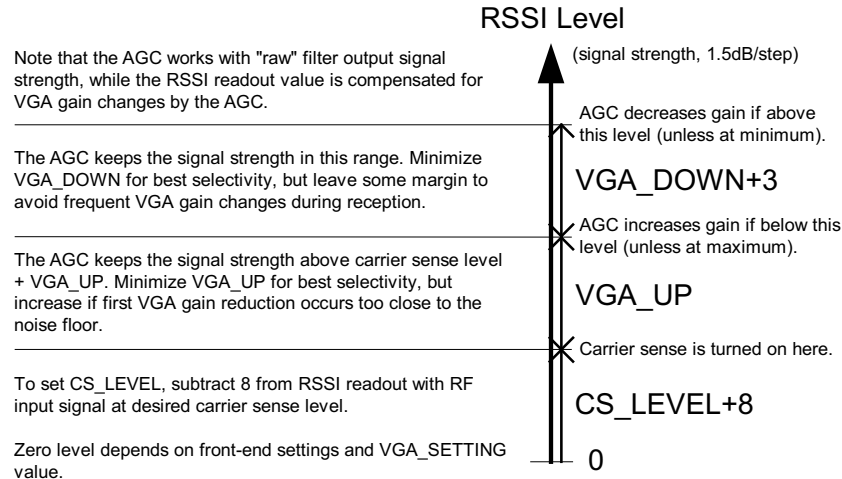 RSSI Level
Note that the AGC works with "raw" filter output signal
strength, while the RSSI readout value is compensated for
VGA gain changes by the AGC.
(signal strength, 1.5dB/step)
AGC decreases gain if above
this level (unless at minimum).
The AGC keeps the signal strength in this range. Minimize
VGA_DOWN for best selectivity, but leave some margin to
avoid frequent VGA gain changes during reception.
VGA_DOWN+3
AGC increases gain if below this
level (unless at maximum).
The AGC keeps the signal strength above carrier sense level
+ VGA_UP. Minimize VGA_UP for best selectivity, but
increase if first VGA gain reduction occurs too close to the
noise floor.
VGA_UP
Carrier sense is turned on here.
To set CS_LEVEL, subtract 8 from RSSI readout with RF
input signal at desired carrier sense level.
CS_LEVEL+8
Zero level depends on front-end settings and VGA_SETTING
value.
0